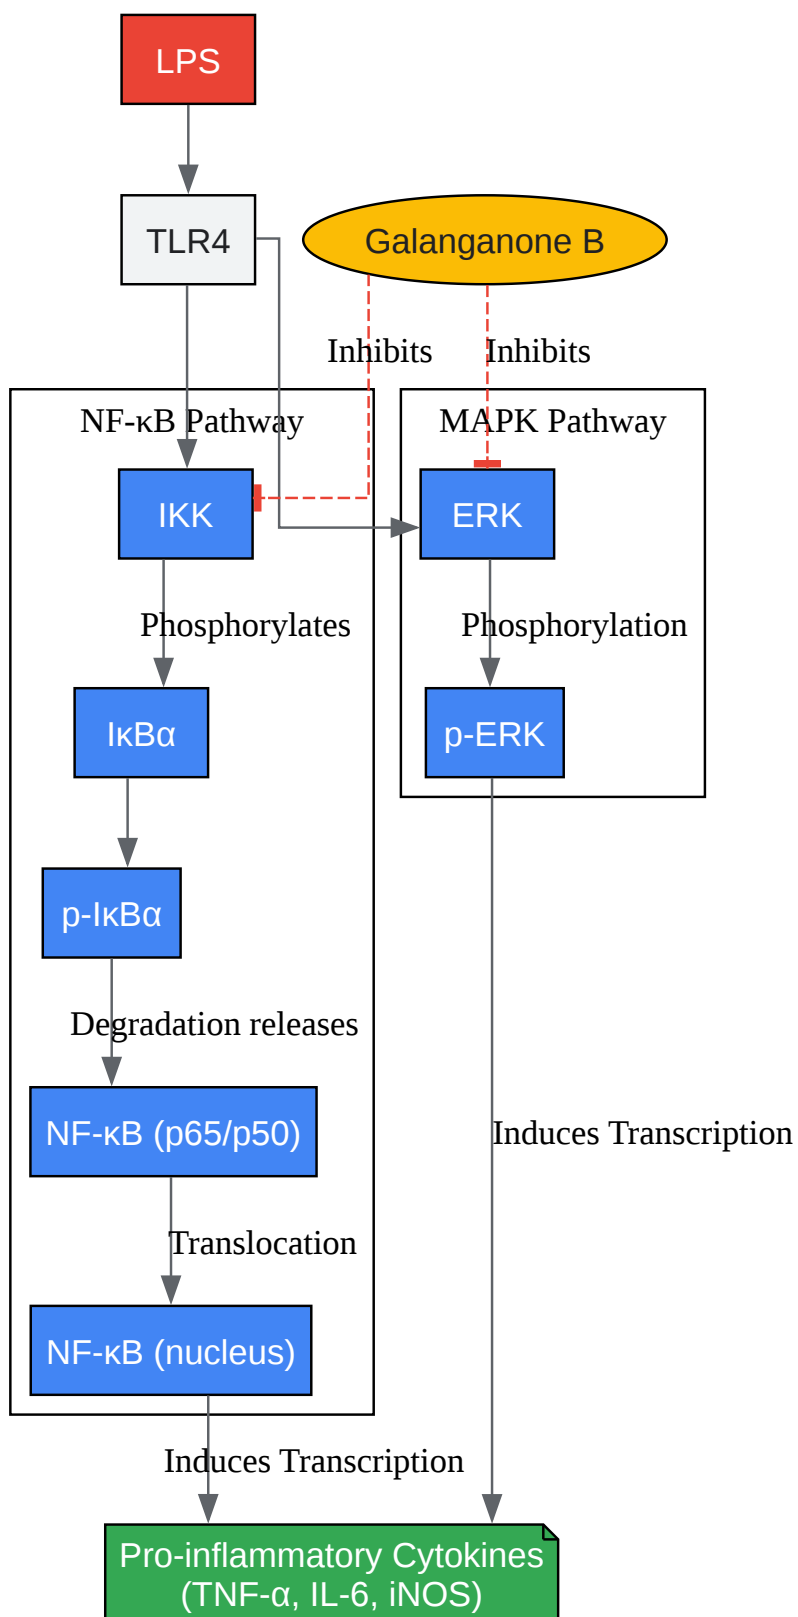 LPS
TLR4
Galanganone B
Inhibits
Inhibits
NF-κB Pathway
MAPK Pathway
IKK
ERK
Phosphorylates
Phosphorylation
IκBα
p-ERK
p-IκBα
Degradation releases
NF-κB (p65/p50)
Induces Transcription
Translocation
NF-κB (nucleus)
Induces Transcription
Pro-inflammatory Cytokines
(TNF-α, IL-6, iNOS)